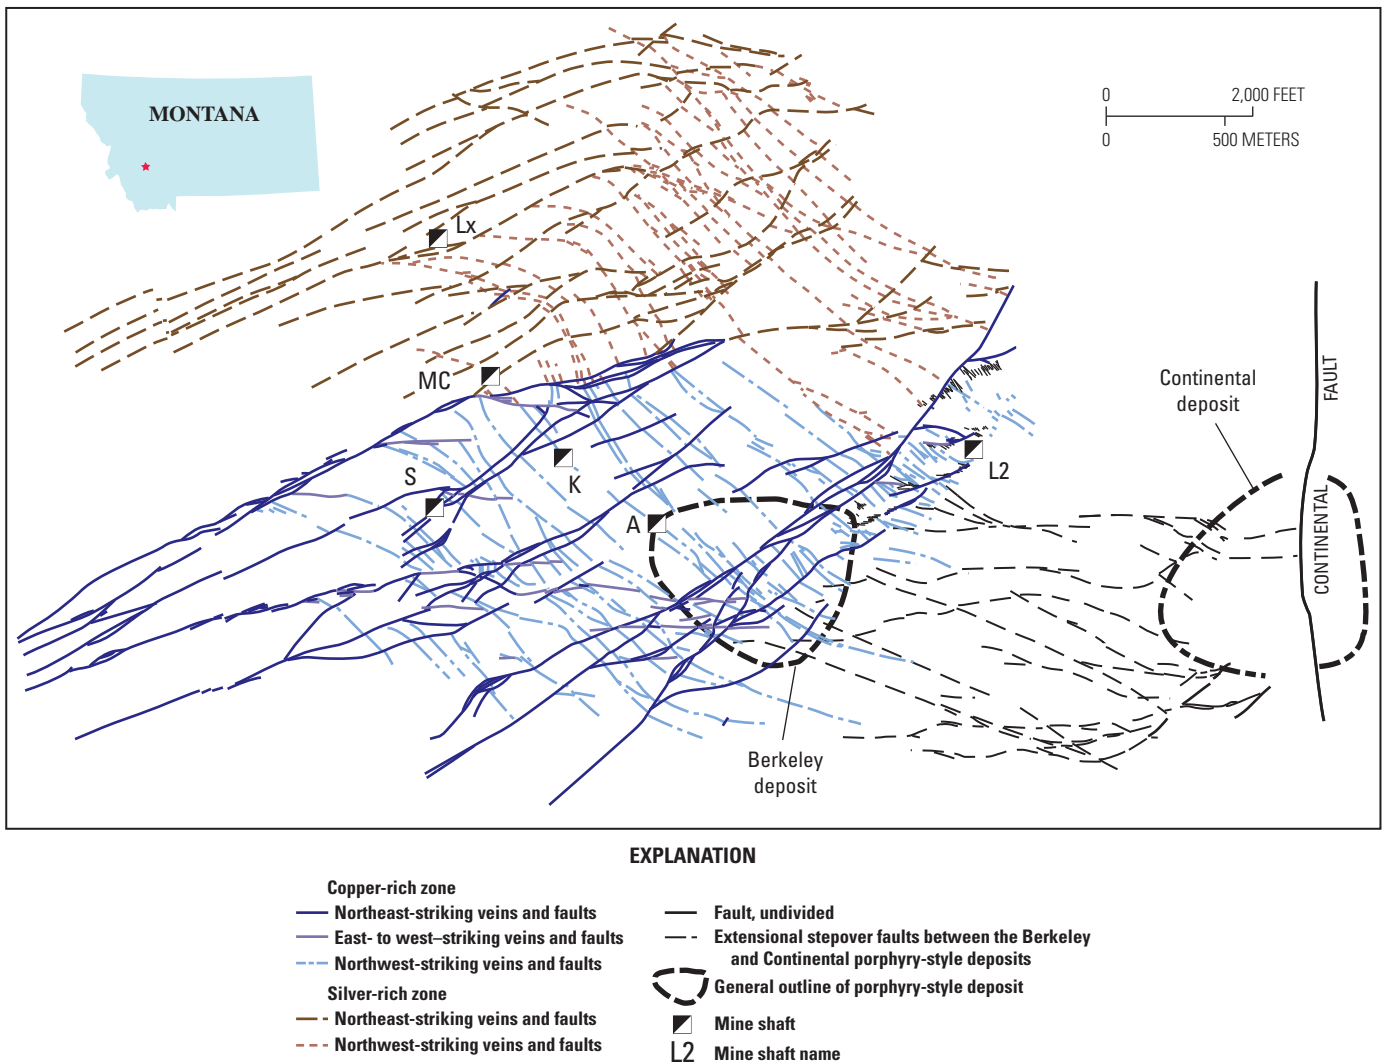 MONTANA
0
2,000 FEET
0
500 METERS
Lx
MC
S
K
A
L2
Continental
deposit
FAULT
CONTINENTAL
Berkeley
deposit
EXPLANATION
Copper-rich zone
Northeast-striking veins and faults
East- to west–striking veins and faults
Northwest-striking veins and faults
Silver-rich zone
Northeast-striking veins and faults
Northwest-striking veins and faults
Fault, undivided
Extensional stepover faults between the Berkeley
and Continental porphyry-style deposits
General outline of porphyry-style deposit
Mine shaft
L2 Mine shaft name